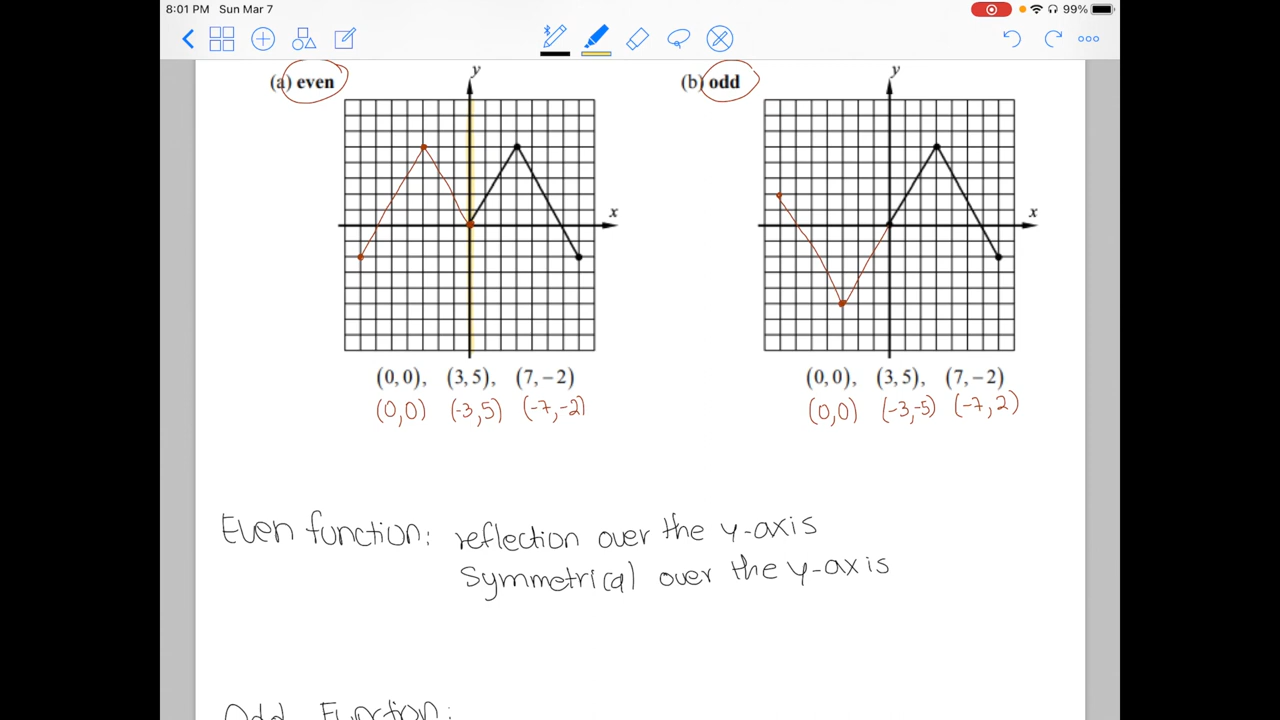 8:01 PM Sun Mar 7 99%
(a) even
(b) odd
y
y
x
x
(0,0), (3,5), (7,−2)
(0,0) (-3,5) (-7,-2)
(0,0), (3,5), (7,−2)
(0,0) (-3,-5) (-7,2)
Even function: reflection over the y-axis
Symmetrical over the y-axis
Odd Function: